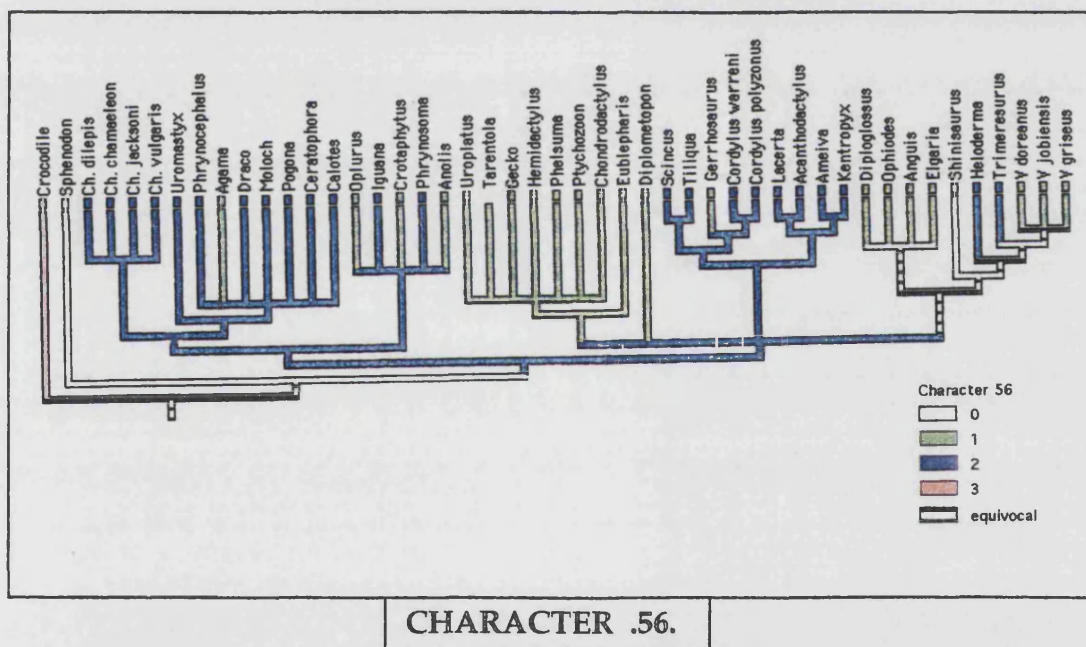 Crocodile
Sphenodon
Ch. dilepis
Ch. chamaeleon
Ch. jacksoni
Ch. vulgaris
Uromastyx
Phrynocephalus
Agama
Draco
Moloch
Pogona
Ceratophora
Calotes
Oplurus
Iguana
Crotaphytus
Phrynosoma
Anolis
Uroplatus
Tarentola
Gecko
Hemidactylus
Phelsuma
Ptychozoon
Chondrodactylus
Eublepharis
Diplometopon
Scincus
Tiliqua
Gerrhosaurus
Cordylus warreni
Cordylus polyzonus
Lacerta
Acanthodactylus
Ameiva
Kentropyx
Diploglossus
Ophiodes
Anguis
Elgaria
Shinisaurus
Heloderma
Trimeresurus
V doreanus
V jobiensis
V griseus
Character 56
0
1
2
3
equivocal
CHARACTER .56.